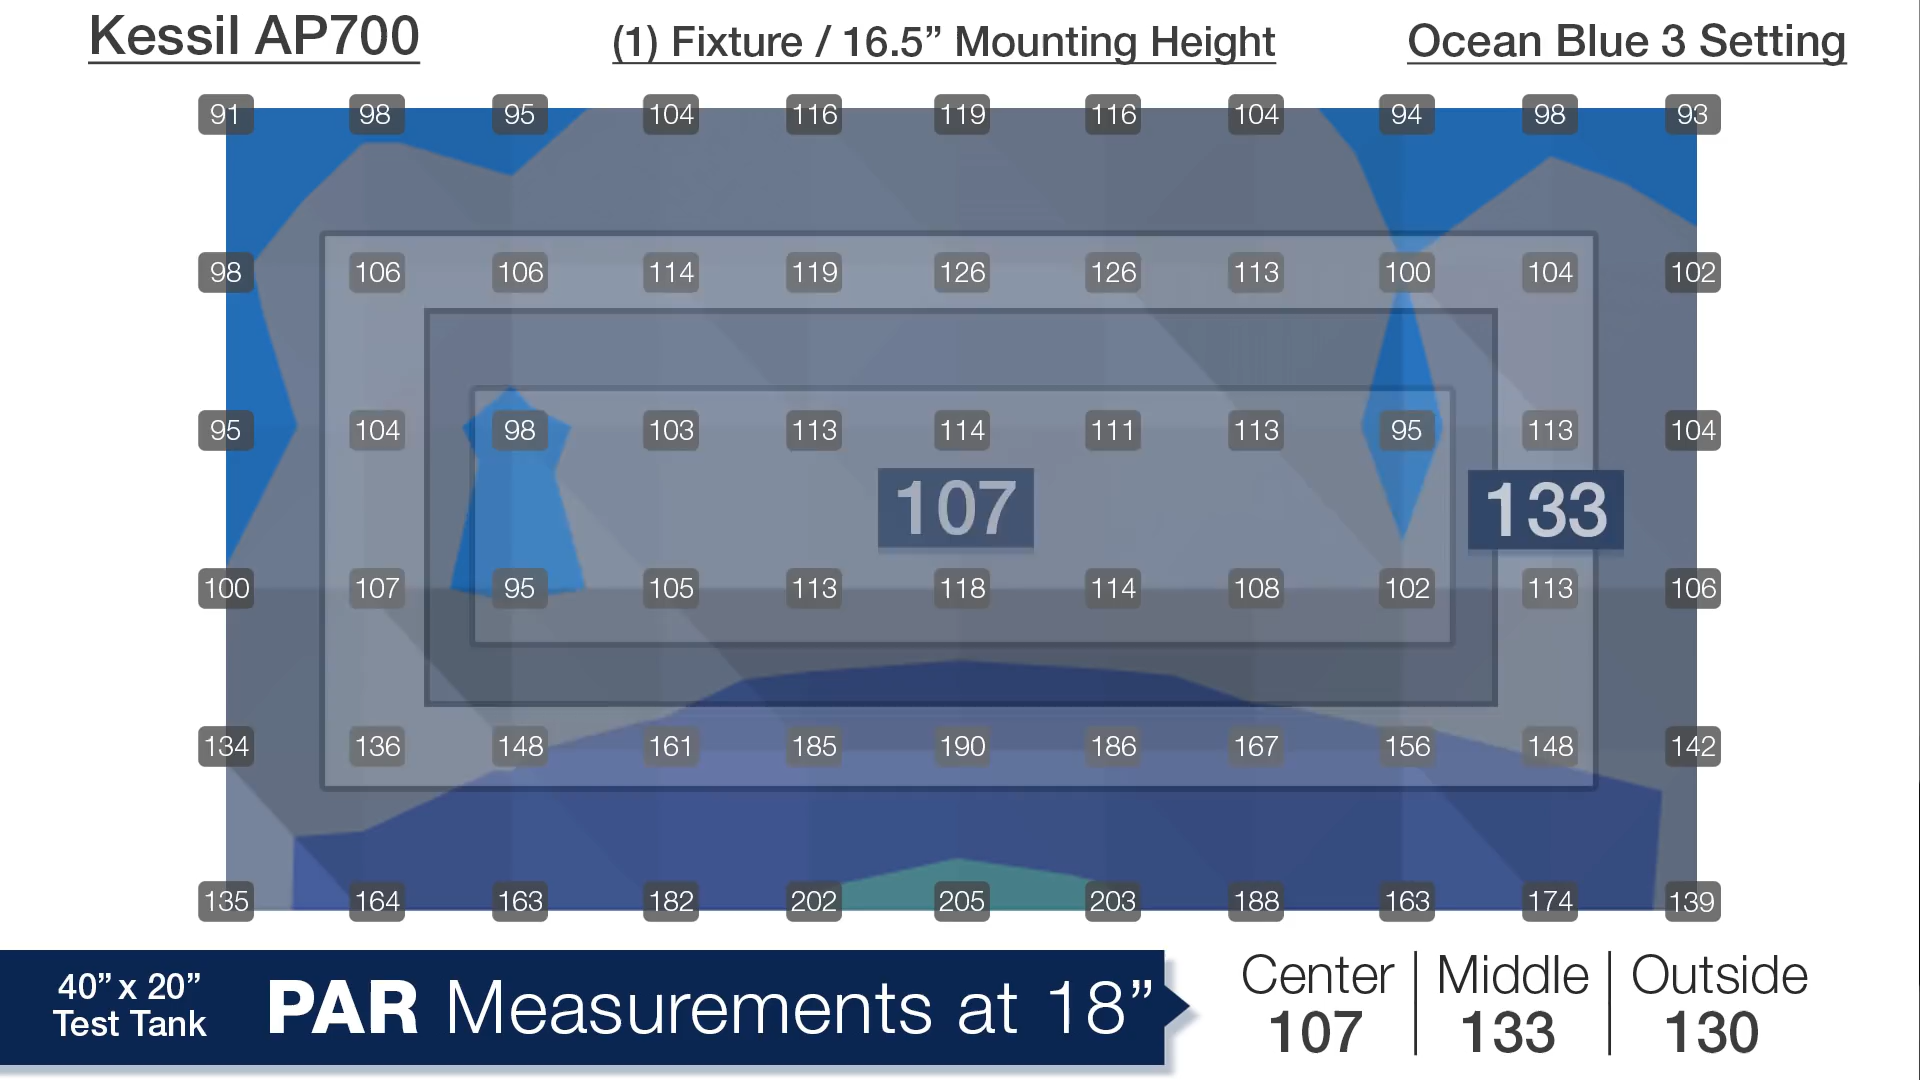 Kessil AP700
(1) Fixture / 16.5” Mounting Height
Ocean Blue 3 Setting
91 98 95 104 116 119 116 104 94 98 93
98 106 106 114 119 126 126 113 100 104 102
95 104 98 103 113 114 111 113 95 113 104
107 133
100 107 95 105 113 118 114 108 102 113 106
134 136 148 161 185 190 186 167 156 148 142
135 164 163 182 202 205 203 188 163 174 139
40” x 20”
Test Tank
PAR Measurements at 18”
Center Middle Outside
107 133 130